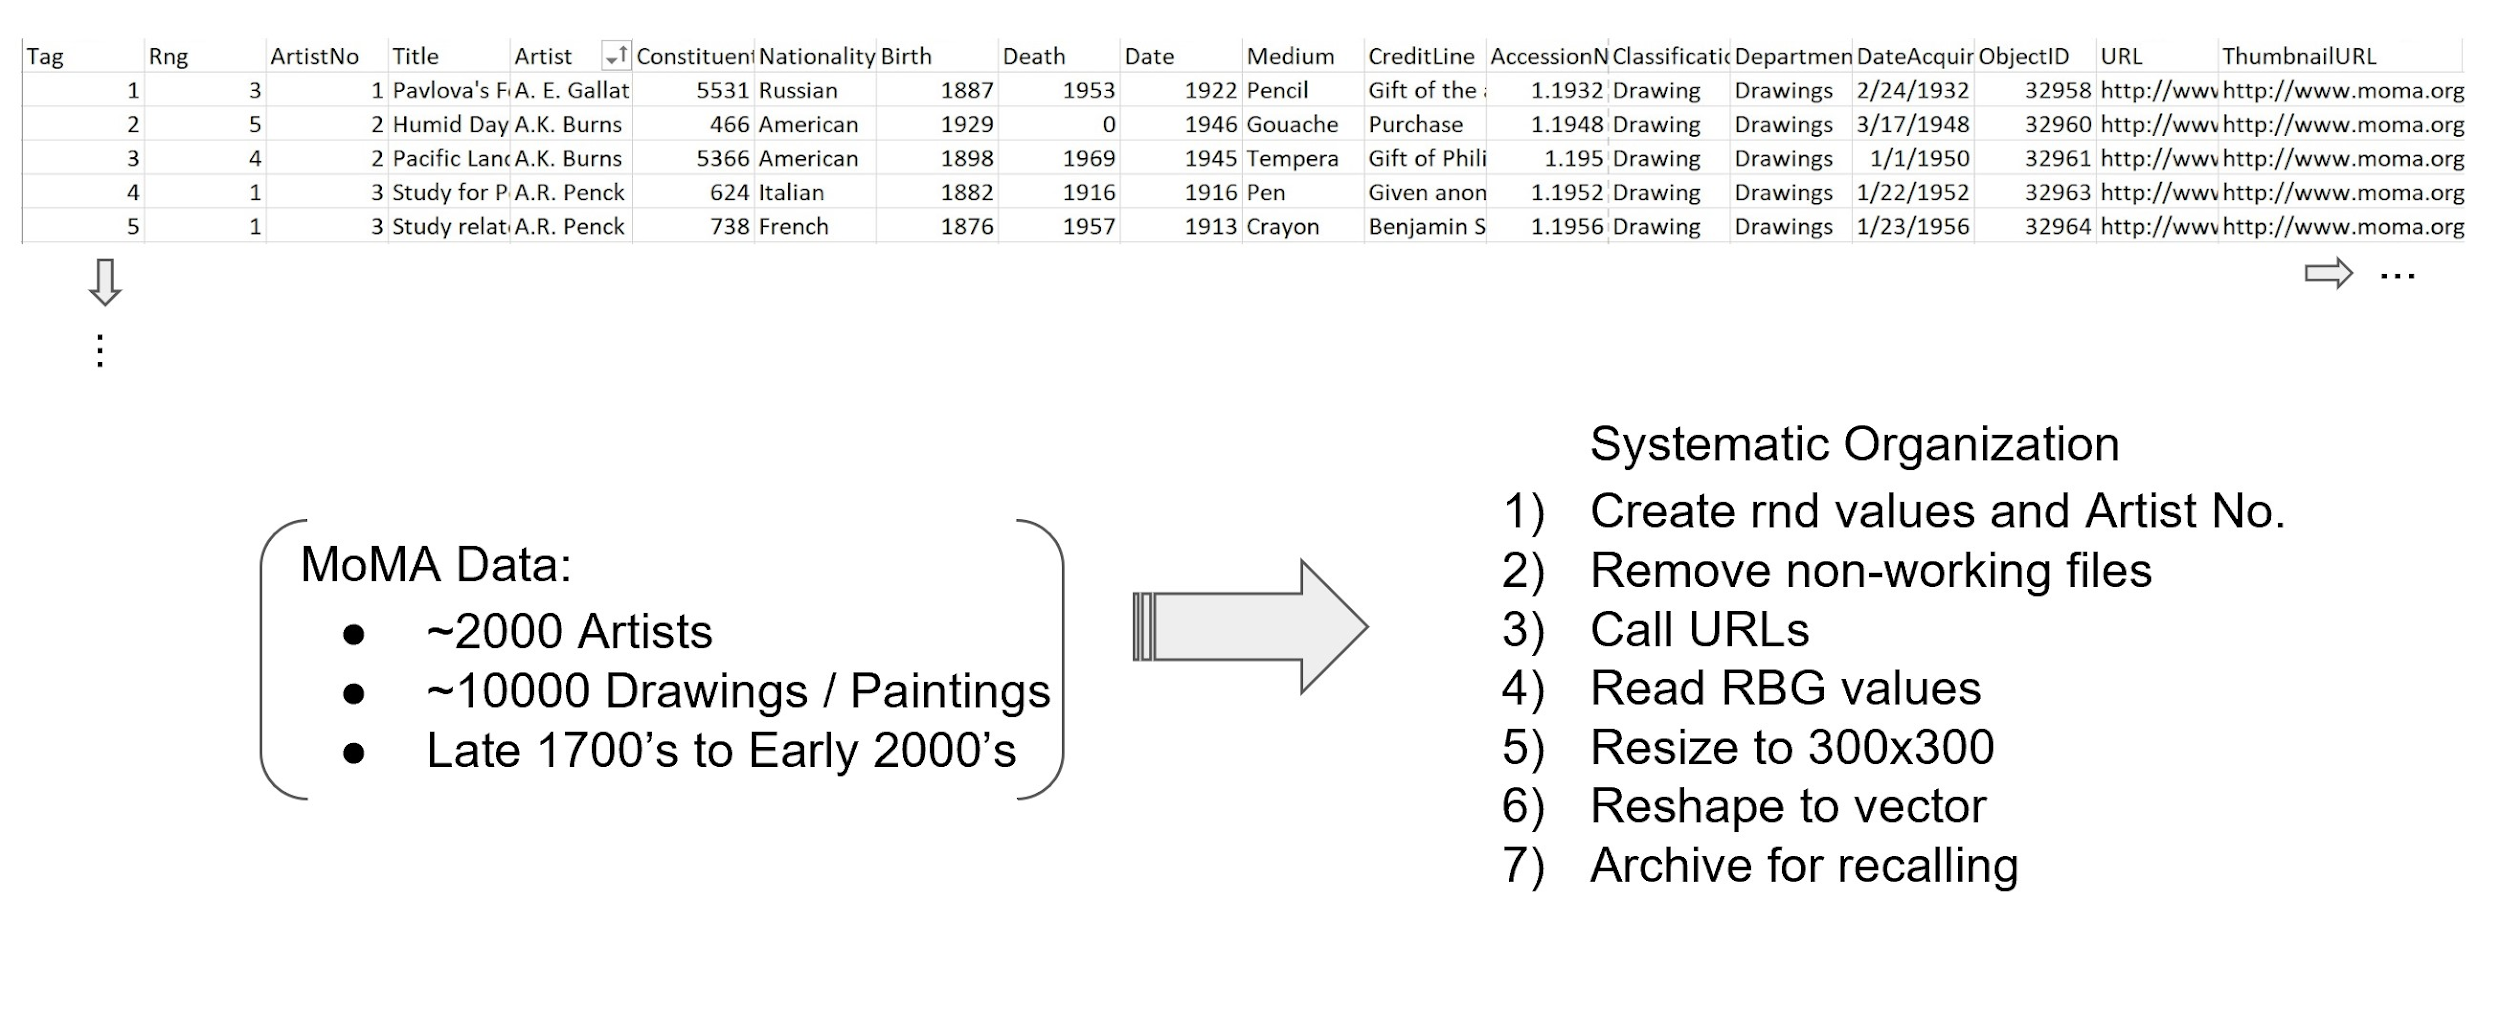 Tag Rng ArtistNo Title Artist Constituent Nationality Birth Death Date Medium CreditLine AccessionN Classificatic Departmen DateAcquir ObjectID URL ThumbnailURL
1 3 1 Pavlova's F A. E. Gallat 5531 Russian 1887 1953 1922 Pencil Gift of the 1.1932 Drawing Drawings 2/24/1932 32958 http://www http://www.moma.org
2 5 2 Humid Day A.K. Burns 466 American 1929 0 1946 Gouache Purchase 1.1948 Drawing Drawings 3/17/1948 32960 http://www http://www.moma.org
3 4 2 Pacific Land A.K. Burns 5366 American 1898 1969 1945 Tempera Gift of Phili 1.195 Drawing Drawings 1/1/1950 32961 http://www http://www.moma.org
4 1 3 Study for P A.R. Penck 624 Italian 1882 1916 1916 Pen Given anon 1.1952 Drawing Drawings 1/22/1952 32963 http://www http://www.moma.org
5 1 3 Study relat A.R. Penck 738 French 1876 1957 1913 Crayon Benjamin S 1.1956 Drawing Drawings 1/23/1956 32964 http://www http://www.moma.org
...
⋮
MoMA Data:
● ~2000 Artists
● ~10000 Drawings / Paintings
● Late 1700’s to Early 2000’s
Systematic Organization
1) Create rnd values and Artist No.
2) Remove non-working files
3) Call URLs
4) Read RBG values
5) Resize to 300x300
6) Reshape to vector
7) Archive for recalling